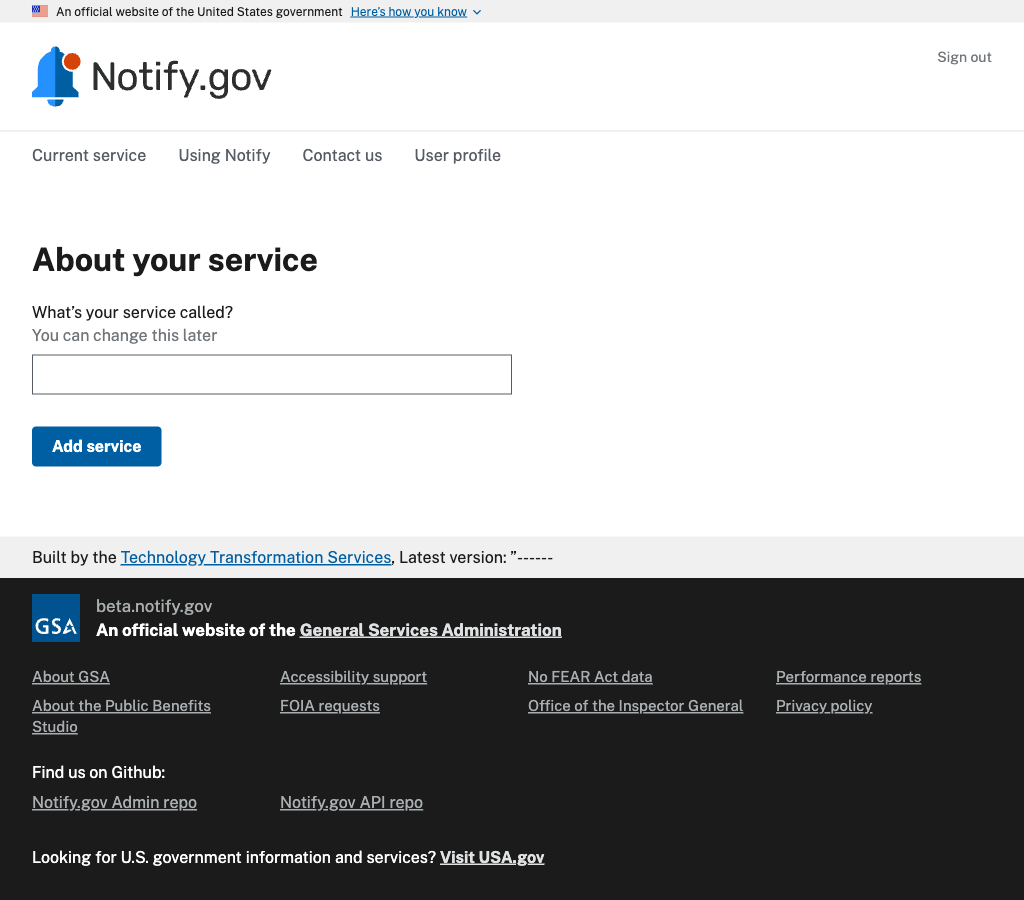 An official website of the United States government Here's how you know
Notify.gov
Sign out
Current service Using Notify Contact us User profile
About your service
What’s your service called?
You can change this later
Add service
Built by the Technology Transformation Services, Latest version: ”------
GSA
beta.notify.gov
An official website of the General Services Administration
About GSA Accessibility support No FEAR Act data Performance reports
About the Public Benefits Studio FOIA requests Office of the Inspector General Privacy policy
Find us on Github:
Notify.gov Admin repo Notify.gov API repo
Looking for U.S. government information and services? Visit USA.gov